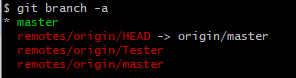 $ git branch -a
* master
remotes/origin/HEAD -> origin/master
remotes/origin/Tester
remotes/origin/master